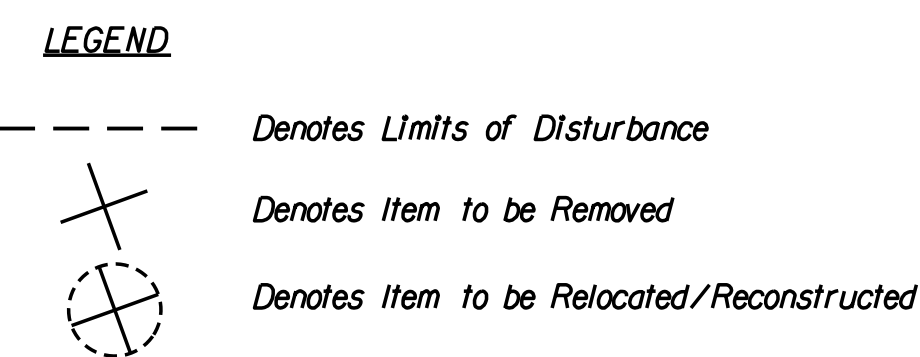 LEGEND
Denotes Limits of Disturbance
Denotes Item to be Removed
Denotes Item to be Relocated/Reconstructed